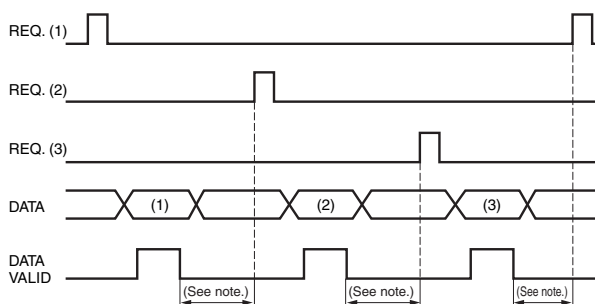 REQ. (1)
REQ. (2)
REQ. (3)
DATA
(1)
(2)
(3)
DATA
VALID
(See note.)
(See note.)
(See note.)